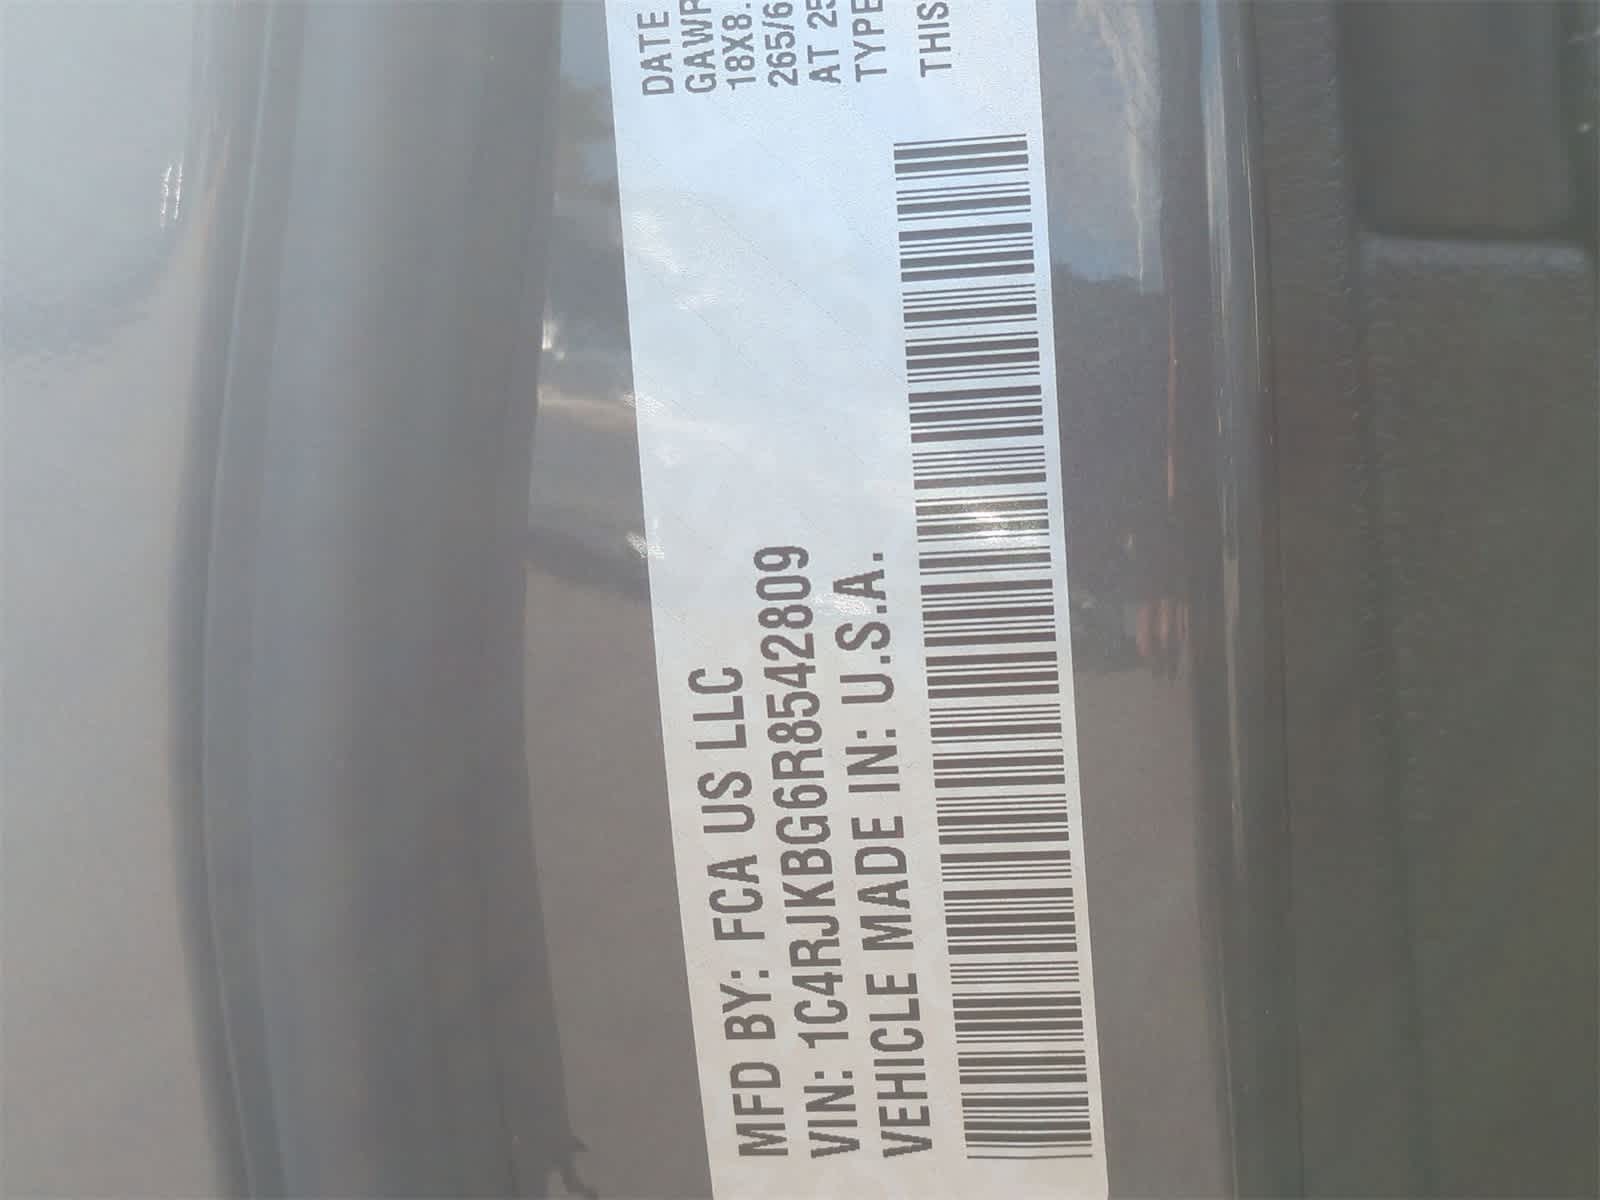 MFD BY: FCA US LLC
VIN: 1C4RJKBG6R8542809
VEHICLE MADE IN: U.S.A.
DATE
GAWR
18X8.
265/6
AT 25
TYPE
THIS